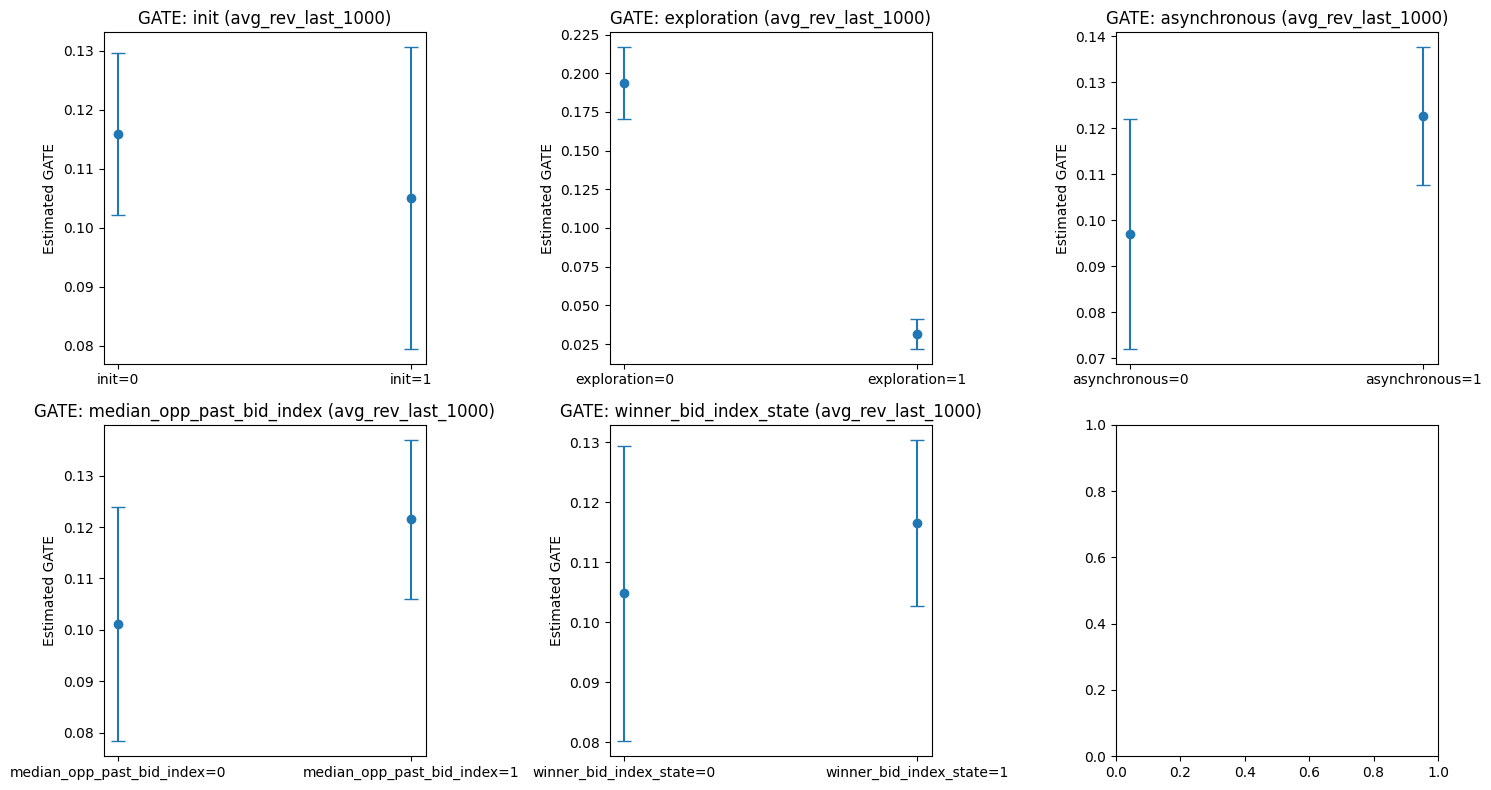 GATE: init (avg_rev_last_1000)
Estimated GATE
0.13
0.12
0.11
0.10
0.09
0.08
init=0
init=1
GATE: exploration (avg_rev_last_1000)
Estimated GATE
0.225
0.200
0.175
0.150
0.125
0.100
0.075
0.050
0.025
exploration=0
exploration=1
GATE: asynchronous (avg_rev_last_1000)
Estimated GATE
0.14
0.13
0.12
0.11
0.10
0.09
0.08
0.07
asynchronous=0
asynchronous=1
GATE: median_opp_past_bid_index (avg_rev_last_1000)
Estimated GATE
0.13
0.12
0.11
0.10
0.09
0.08
median_opp_past_bid_index=0
median_opp_past_bid_index=1
GATE: winner_bid_index_state (avg_rev_last_1000)
Estimated GATE
0.13
0.12
0.11
0.10
0.09
0.08
winner_bid_index_state=0
winner_bid_index_state=1
1.0
0.8
0.6
0.4
0.2
0.0
0.0
0.2
0.4
0.6
0.8
1.0